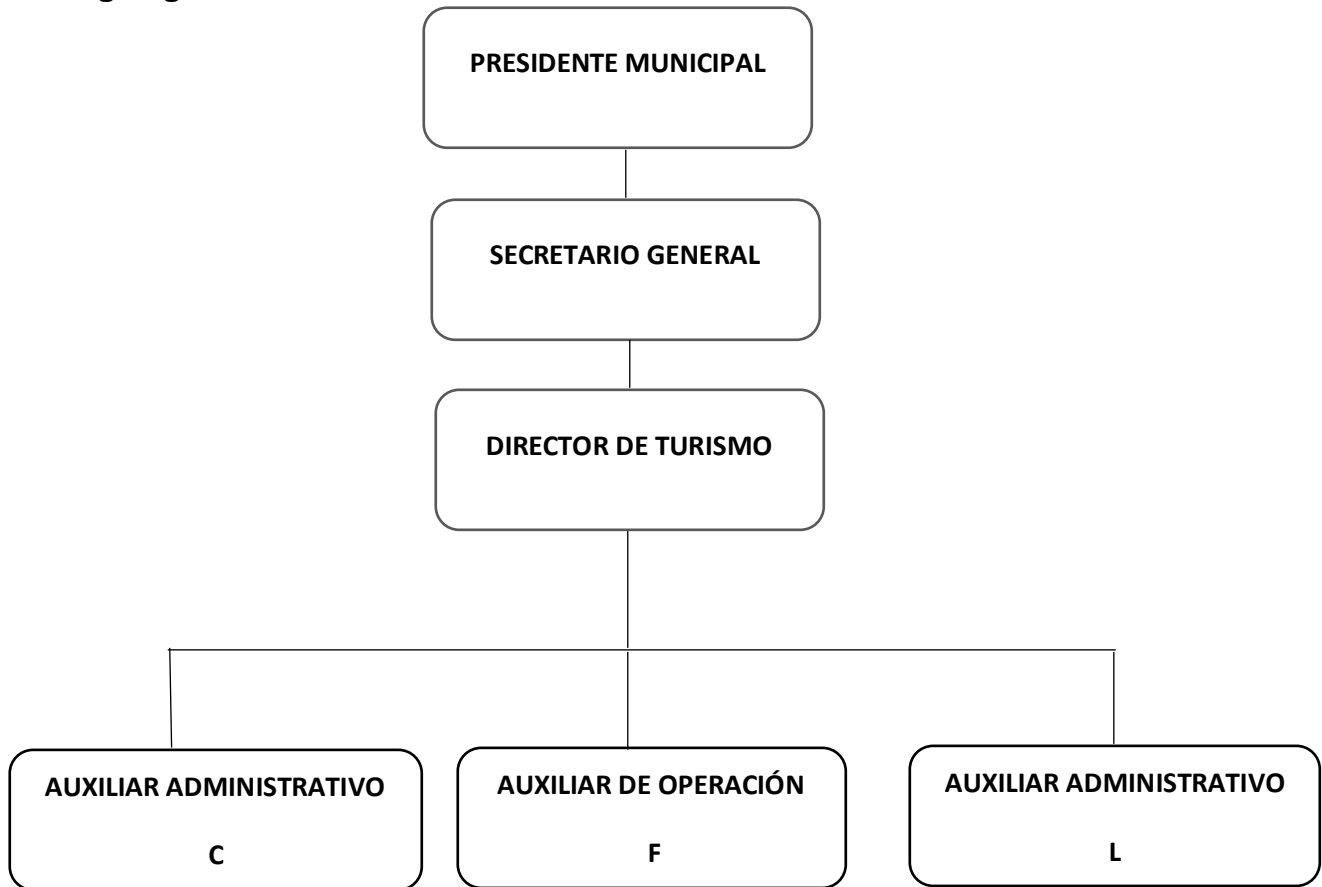 PRESIDENTE MUNICIPAL
SECRETARIO GENERAL
DIRECTOR DE TURISMO
AUXILIAR ADMINISTRATIVO
C
AUXILIAR DE OPERACIÓN
F
AUXILIAR ADMINISTRATIVO
L